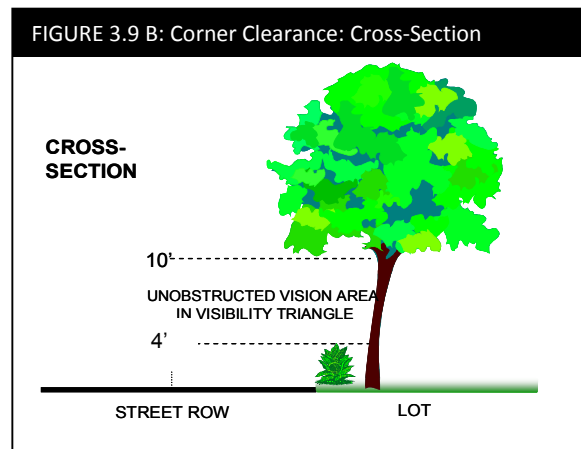 FIGURE 3.9 B: Corner Clearance: Cross-Section
CROSS-
SECTION
10’
UNOBSTRUCTED VISION AREA
IN VISIBILITY TRIANGLE
4’
STREET ROW
LOT